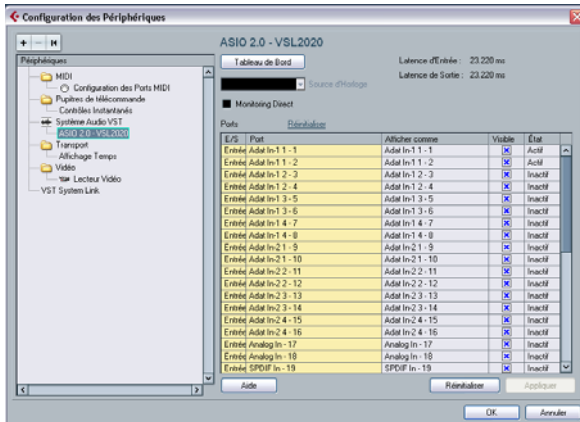 Configuration des Périphériques
+ -
Périphériques
MIDI
Configuration des Ports MIDI
Pupitres de télécommande
Contrôles Instantanés
Système Audio VST
ASIO 2.0 - VSL2020
Transport
Affichage Temps
Vidéo
Lecteur Vidéo
VST System Link
ASIO 2.0 - VSL2020
Tableau de Bord
Latence d'Entrée : 23.220 ms
Latence de Sortie : 23.220 ms
Source d'Horloge
Monitoring Direct
Ports Réinitialiser
E/S Port Afficher comme Visible État
Entrée Adat In-1 1 - 1 Adat In-1 1 - 1 Actif
Entrée Adat In-1 1 - 2 Adat In-1 1 - 2 Actif
Entrée Adat In-1 2 - 3 Adat In-1 2 - 3 Inactif
Entrée Adat In-1 2 - 4 Adat In-1 2 - 4 Inactif
Entrée Adat In-1 3 - 5 Adat In-1 3 - 5 Inactif
Entrée Adat In-1 3 - 6 Adat In-1 3 - 6 Inactif
Entrée Adat In-1 4 - 7 Adat In-1 4 - 7 Inactif
Entrée Adat In-1 4 - 8 Adat In-1 4 - 8 Inactif
Entrée Adat In-2 1 - 9 Adat In-2 1 - 9 Inactif
Entrée Adat In-2 1 - 10 Adat In-2 1 - 10 Inactif
Entrée Adat In-2 2 - 11 Adat In-2 2 - 11 Inactif
Entrée Adat In-2 2 - 12 Adat In-2 2 - 12 Inactif
Entrée Adat In-2 3 - 13 Adat In-2 3 - 13 Inactif
Entrée Adat In-2 3 - 14 Adat In-2 3 - 14 Inactif
Entrée Adat In-2 4 - 15 Adat In-2 4 - 15 Inactif
Entrée Adat In-2 4 - 16 Adat In-2 4 - 16 Inactif
Entrée Analog In - 17 Analog In - 17 Inactif
Entrée Analog In - 18 Analog In - 18 Inactif
Entrée SPDIF In - 19 SPDIF In - 19 Inactif
Aide Réinitialiser Appliquer
OK Annuler